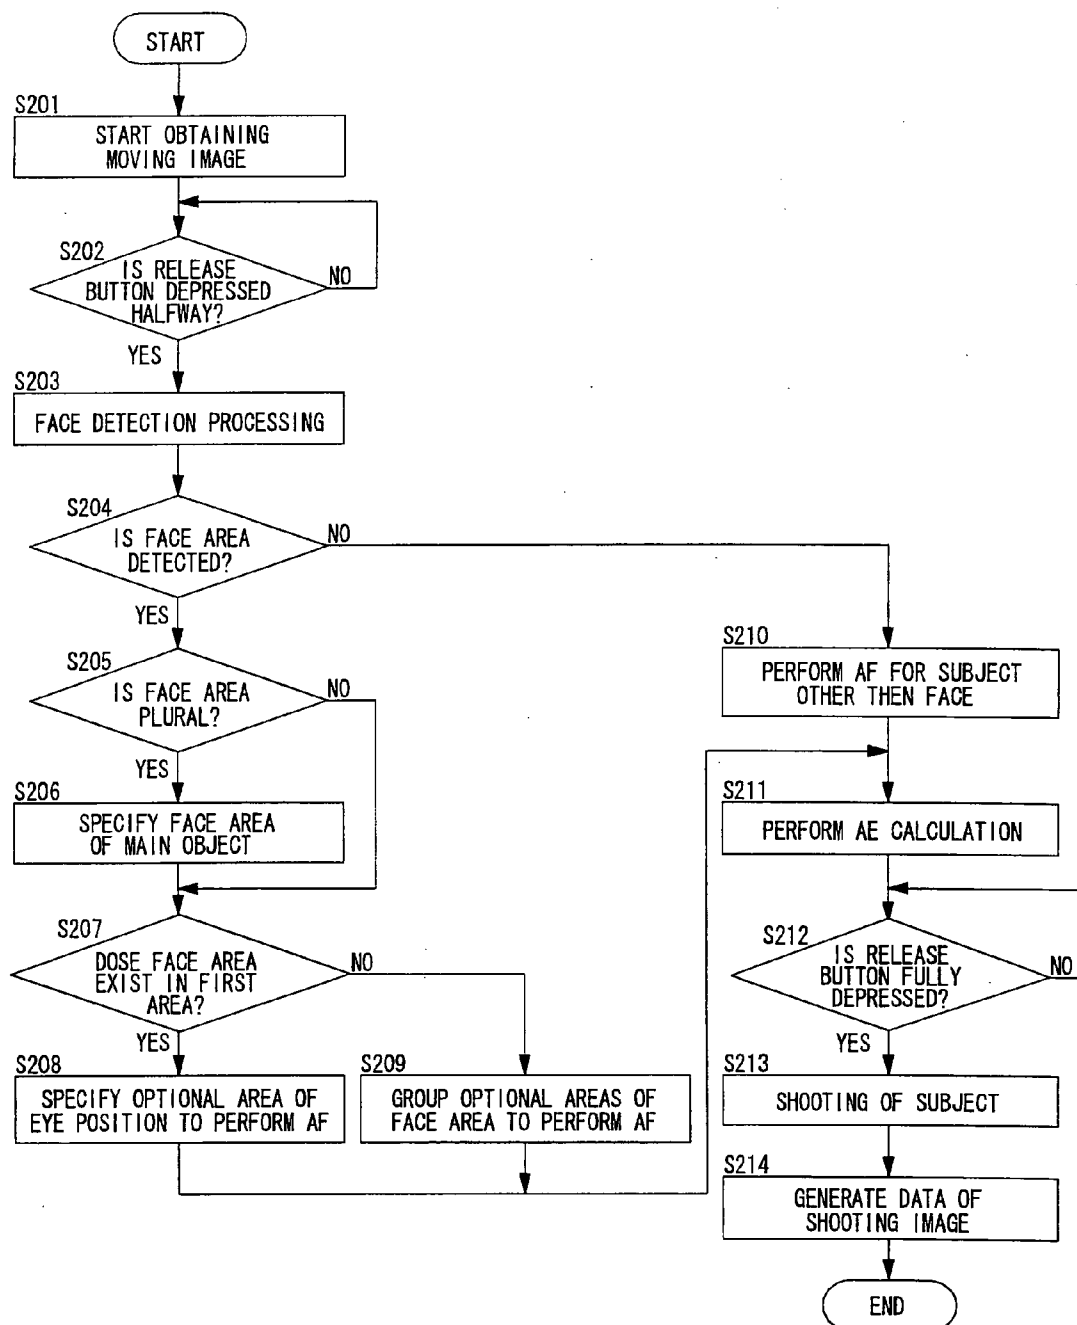 START
S201
START OBTAINING
MOVING IMAGE
S202
IS RELEASE
BUTTON DEPRESSED
HALFWAY?
NO
YES
S203
FACE DETECTION PROCESSING
S204
IS FACE AREA
DETECTED?
NO
YES
S205
IS FACE AREA
PLURAL?
NO
YES
S206
SPECIFY FACE AREA
OF MAIN OBJECT
S207
DOSE FACE AREA
EXIST IN FIRST
AREA?
NO
YES
S208
SPECIFY OPTIONAL AREA OF
EYE POSITION TO PERFORM AF
S209
GROUP OPTIONAL AREAS OF
FACE AREA TO PERFORM AF
S210
PERFORM AF FOR SUBJECT
OTHER THEN FACE
S211
PERFORM AE CALCULATION
S212
IS RELEASE
BUTTON FULLY
DEPRESSED?
NO
YES
S213
SHOOTING OF SUBJECT
S214
GENERATE DATA OF
SHOOTING IMAGE
END